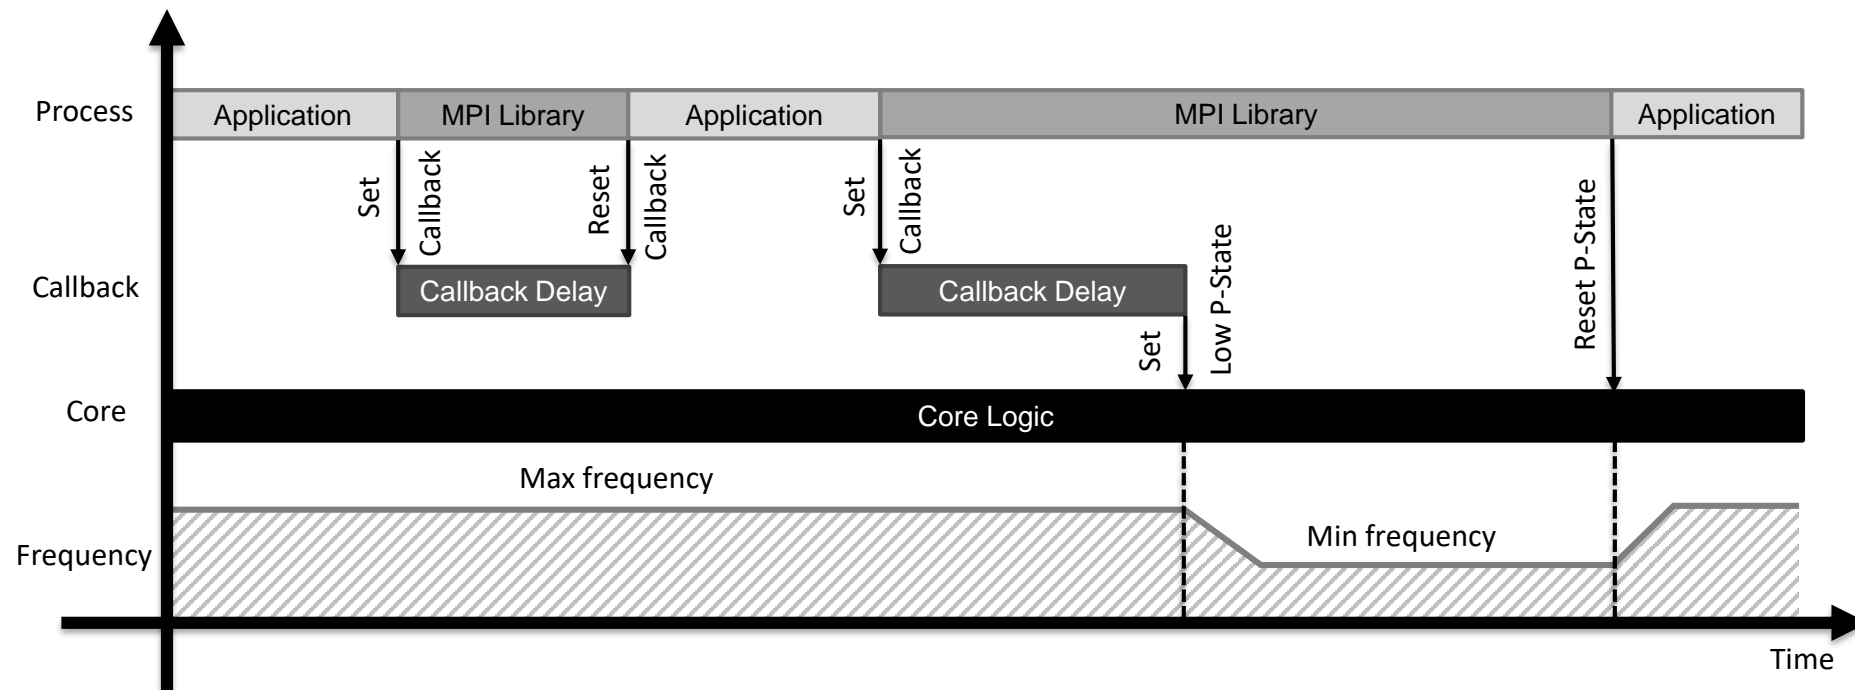 Process
Application
MPI Library
Application
MPI Library
Application
Set
Callback
Reset
Callback
Set
Callback
Reset P-State
Callback
Callback Delay
Callback Delay
Set
Low P-State
Core
Core Logic
Max frequency
Min frequency
Frequency
Time